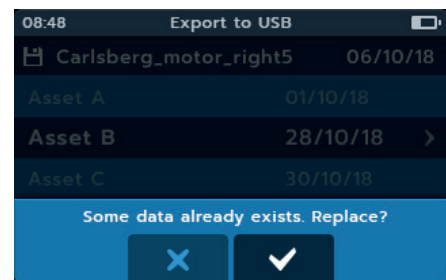 08:48 Export to USB
Carlsberg_motor_right5 06/10/18
Asset A 01/10/18
Asset B 28/10/18
Asset C 30/10/18
Some data already exists. Replace?